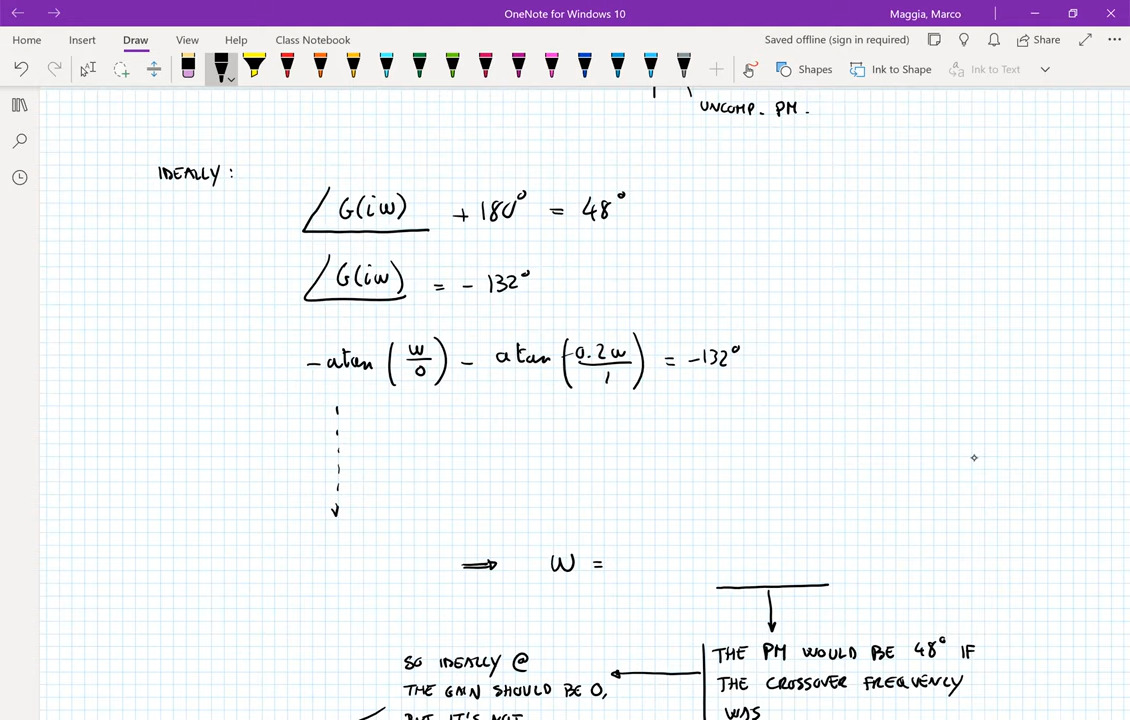 OneNote for Windows 10
Maggia, Marco
Home Insert Draw View Help Class Notebook
Saved offline (sign in required) Share
Shapes Ink to Shape Ink to Text
UNCOMP. PM.
IDEALLY:
∠G(iω) + 180° = 48°
∠G(iω) = - 132°
- atan (ω/0) - atan (0.2ω/1) = -132°
⇒ ω =
THE PM WOULD BE 48° IF
THE CROSSOVER FREQUENCY
WAS
SO IDEALLY @
THE GAIN SHOULD BE 0,
BUT IT'S NOT